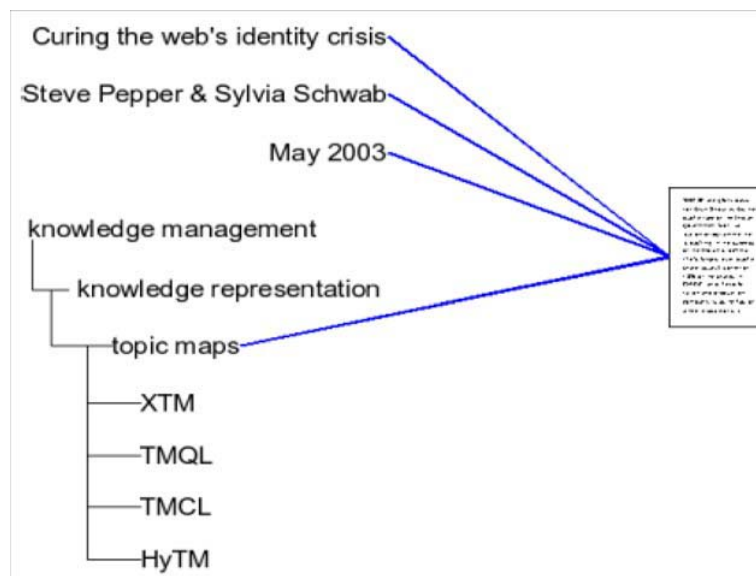 Curing the web's identity crisis
Steve Pepper & Sylvia Schwab
May 2003
knowledge management
knowledge representation
topic maps
XTM
TMQL
TMCL
HyTM